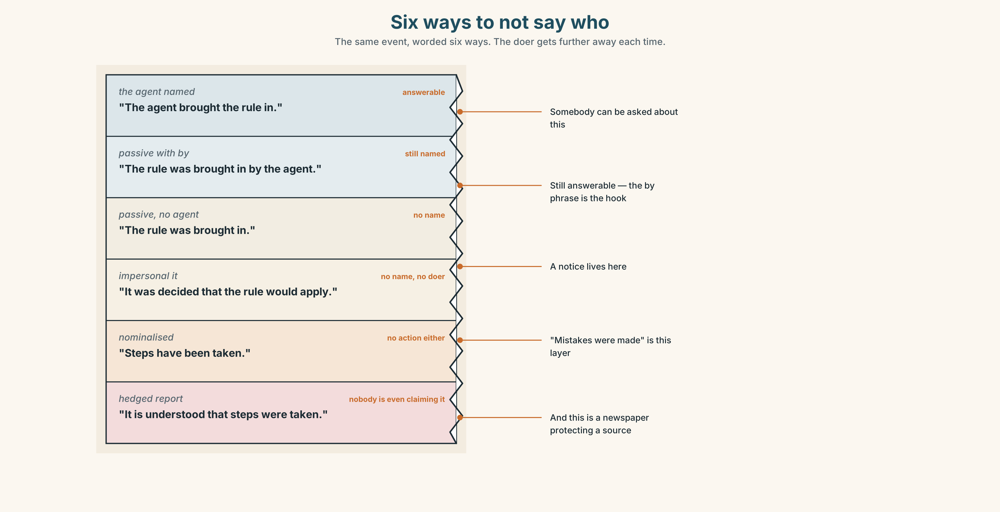 Six ways to not say who
The same event, worded six ways. The doer gets further away each time.
the agent named
answerable
"The agent brought the rule in."
Somebody can be asked about
this
passive with by
still named
"The rule was brought in by the agent."
Still answerable — the by
phrase is the hook
passive, no agent
no name
"The rule was brought in."
A notice lives here
impersonal it
no name, no doer
"It was decided that the rule would apply."
nominalised
no action either
"Steps have been taken."
"Mistakes were made" is this
layer
hedged report
nobody is even claiming it
"It is understood that steps were taken."
And this is a newspaper
protecting a source